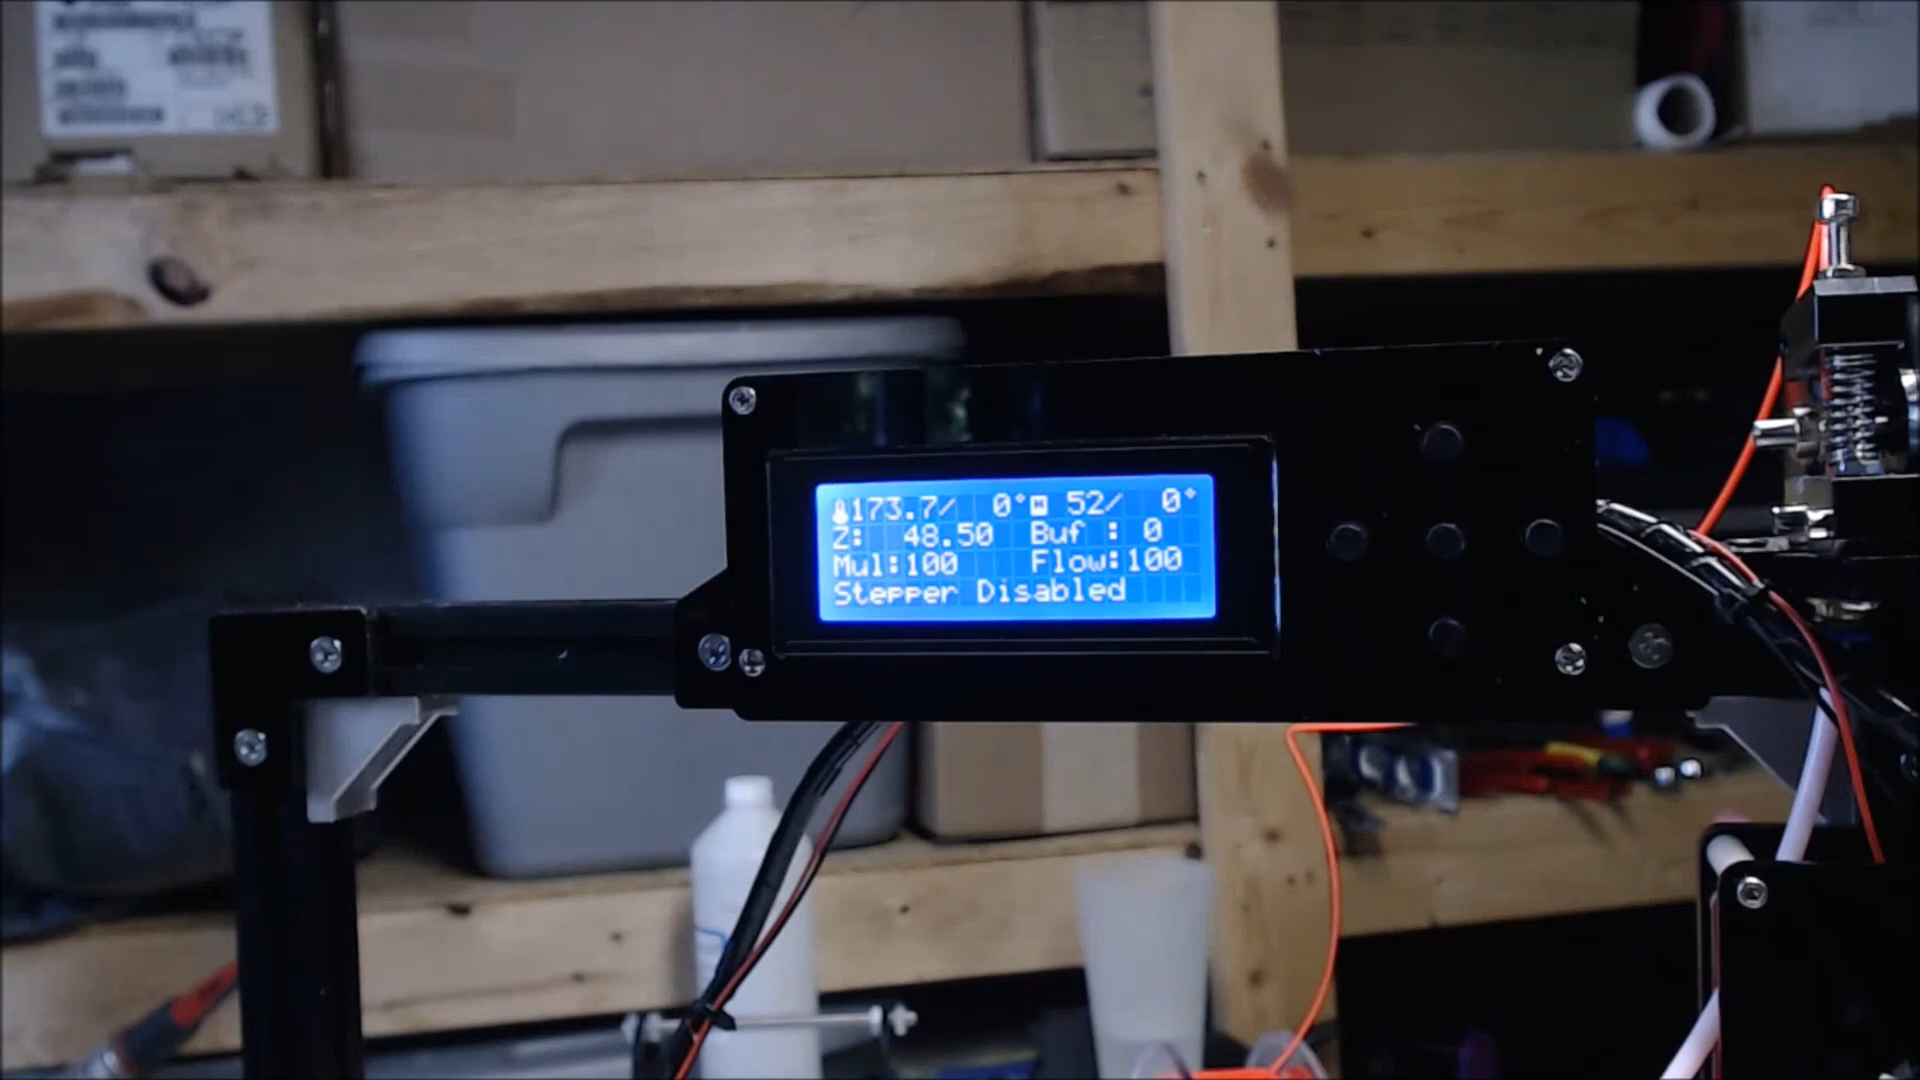 173.7/ 0° 52/ 0°
Z: 48.50 Buf : 0
Mul:100 Flow:100
Stepper Disabled